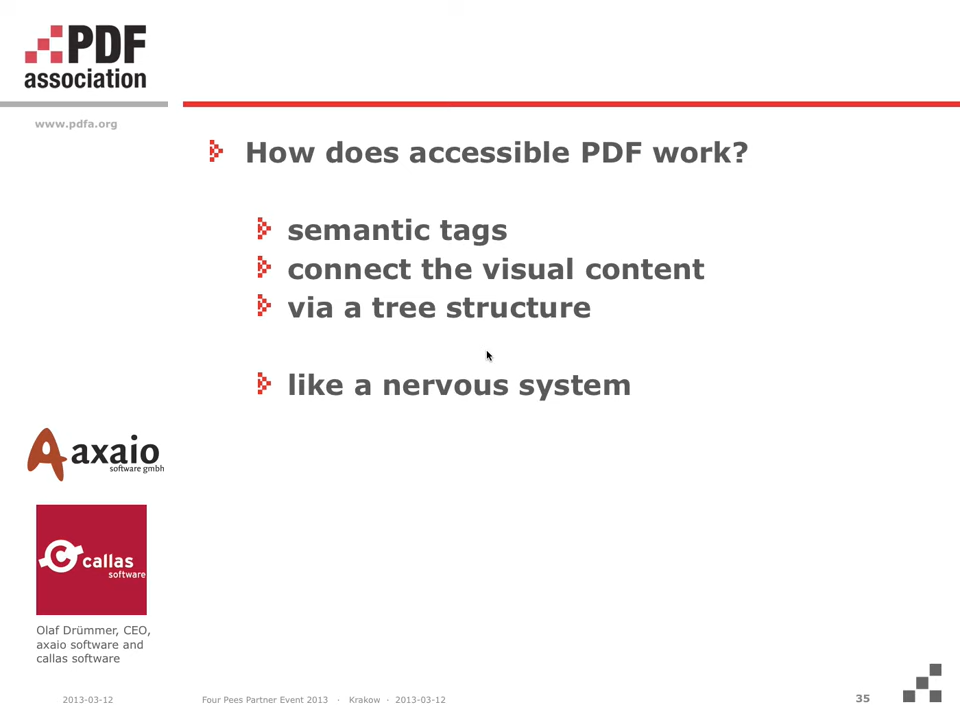 PDF
association
www.pdfa.org
How does accessible PDF work?
semantic tags
connect the visual content
via a tree structure
like a nervous system
axaio
software gmbh
callas
software
Olaf Drümmer, CEO,
axaio software and
callas software
2013-03-12
Four Pees Partner Event 2013 · Krakow · 2013-03-12
35